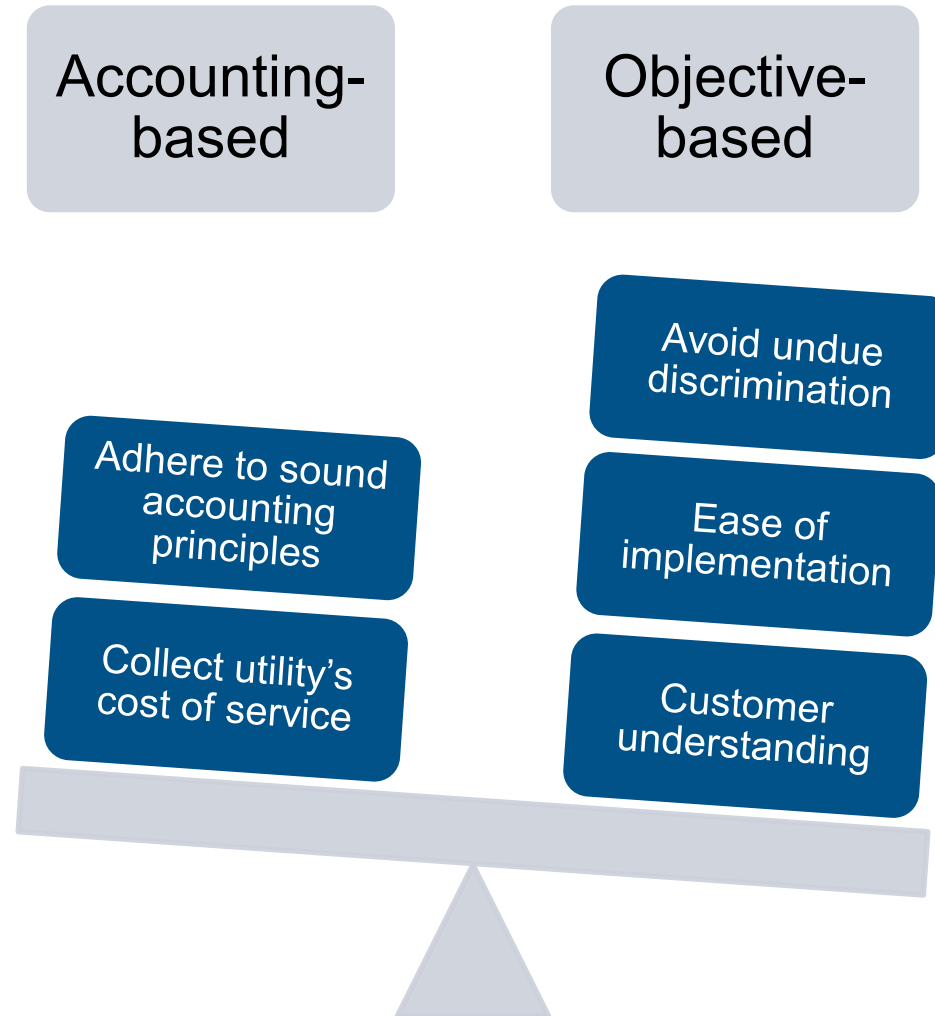 Accounting-
based
Objective-
based
Adhere to sound
accounting
principles
Collect utility’s
cost of service
Avoid undue
discrimination
Ease of
implementation
Customer
understanding